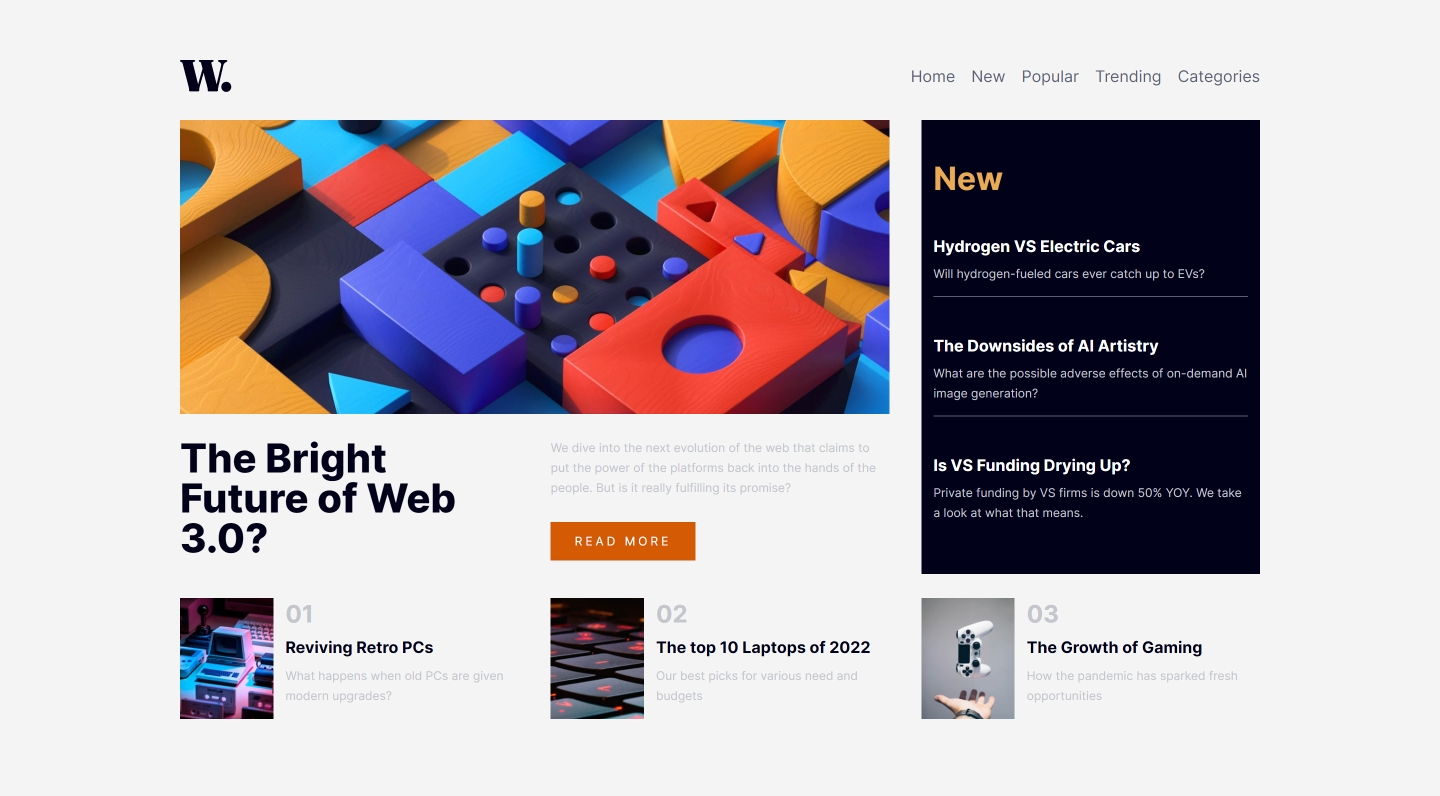 W.
Home New Popular Trending Categories
New
Hydrogen VS Electric Cars
Will hydrogen-fueled cars ever catch up to EVs?
The Downsides of AI Artistry
What are the possible adverse effects of on-demand AI
image generation?
Is VS Funding Drying Up?
Private funding by VS firms is down 50% YOY. We take
a look at what that means.
The Bright
Future of Web
3.0?
We dive into the next evolution of the web that claims to
put the power of the platforms back into the hands of the
people. But is it really fulfilling its promise?
READ MORE
01
Reviving Retro PCs
What happens when old PCs are given
modern upgrades?
02
The top 10 Laptops of 2022
Our best picks for various need and
budgets
03
The Growth of Gaming
How the pandemic has sparked fresh
opportunities